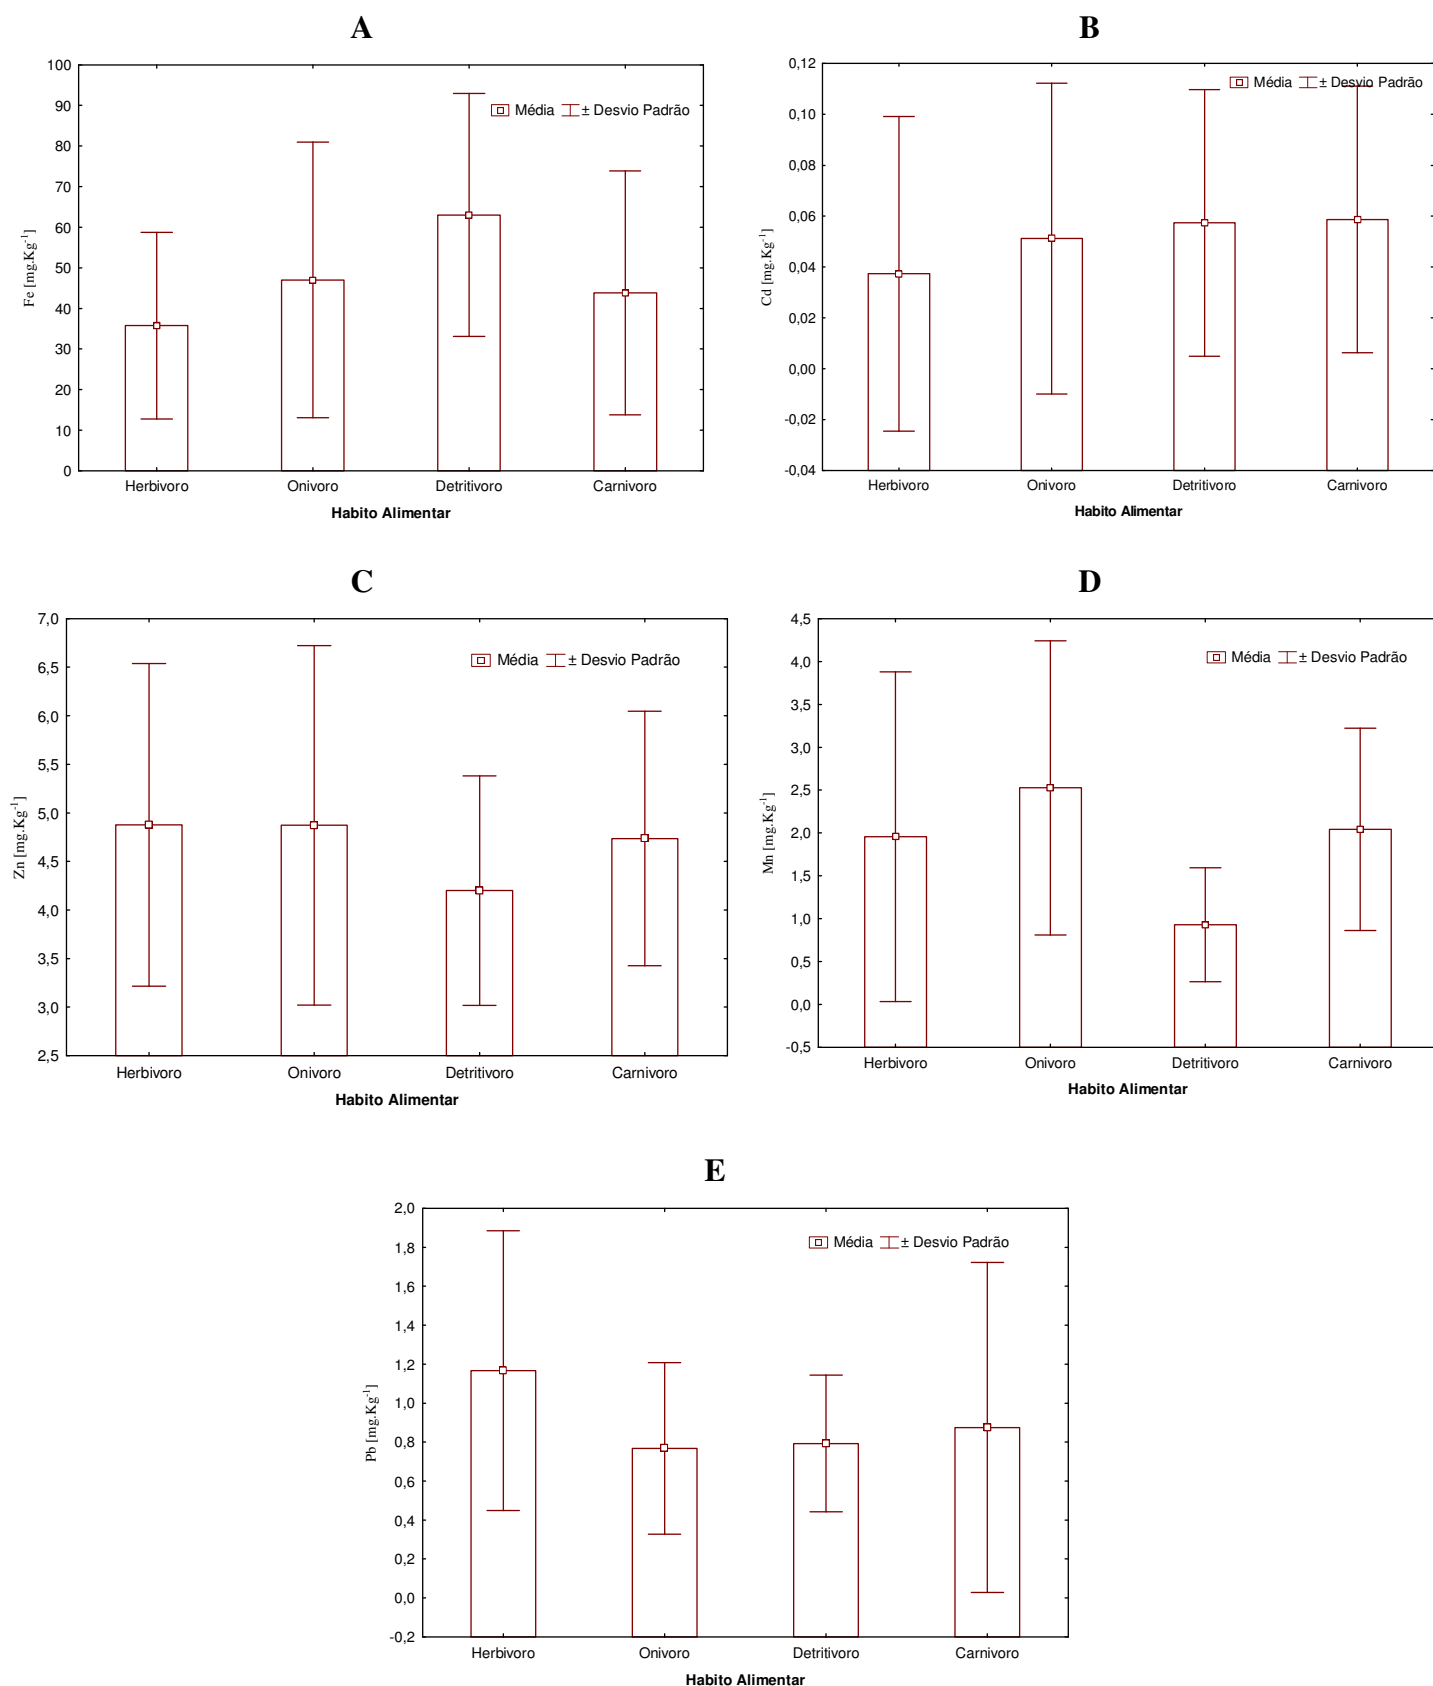 A
Fe [mg.Kg-1]
100
90
80
70
60
50
40
30
20
10
0
Média ± Desvio Padrão
Herbivoro Onivoro Detritivoro Carnivoro
Habito Alimentar
B
Cd [mg.Kg-1]
0,12
0,10
0,08
0,06
0,04
0,02
0,00
-0,02
-0,04
Média ± Desvio Padrão
Herbivoro Onivoro Detritivoro Carnivoro
Habito Alimentar
C
Zn [mg.Kg-1]
7,0
6,5
6,0
5,5
5,0
4,5
4,0
3,5
3,0
2,5
Média ± Desvio Padrão
Herbivoro Onivoro Detritivoro Carnivoro
Habito Alimentar
D
Mn [mg.Kg-1]
4,5
4,0
3,5
3,0
2,5
2,0
1,5
1,0
0,5
0,0
-0,5
Média ± Desvio Padrão
Herbivoro Onivoro Detritivoro Carnivoro
Habito Alimentar
E
Pb [mg.Kg-1]
2,0
1,8
1,6
1,4
1,2
1,0
0,8
0,6
0,4
0,2
0,0
-0,2
Média ± Desvio Padrão
Herbivoro Onivoro Detritivoro Carnivoro
Habito Alimentar